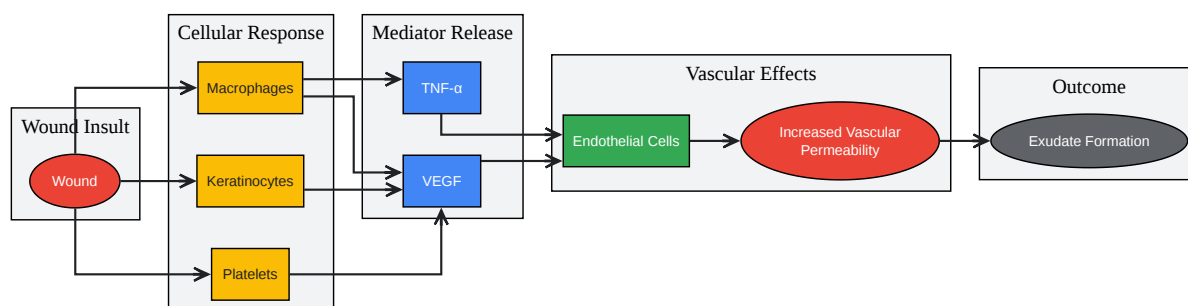 Cellular Response
Mediator Release
Vascular Effects
Outcome
Wound Insult
Macrophages
TNF-α
Endothelial Cells
Increased Vascular
Permeability
Exudate Formation
Wound
Keratinocytes
VEGF
Platelets